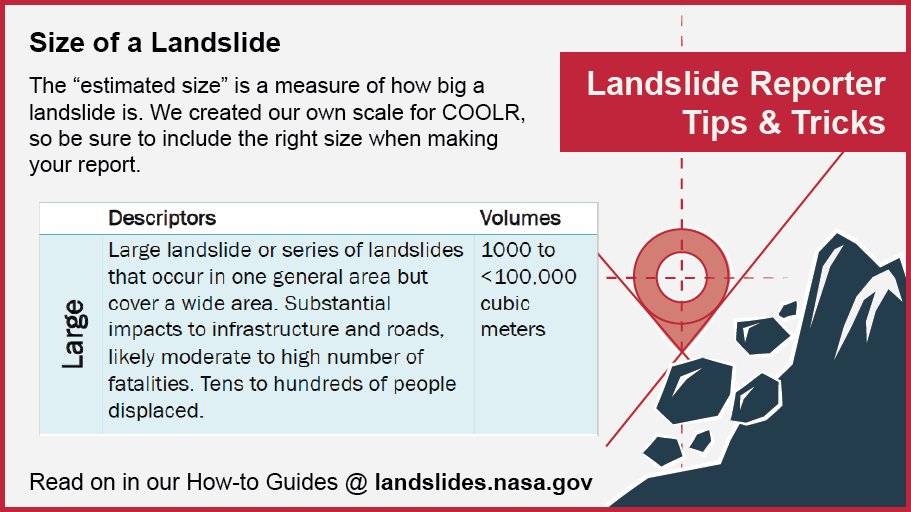 Size of a Landslide
The “estimated size” is a measure of how big a
landslide is. We created our own scale for COOLR,
so be sure to include the right size when making
your report.
Landslide Reporter
Tips & Tricks
Descriptors Volumes
Large
Large landslide or series of landslides 1000 to
that occur in one general area but <100,000
cover a wide area. Substantial cubic
impacts to infrastructure and roads, meters
likely moderate to high number of
fatalities. Tens to hundreds of people
displaced.
Read on in our How-to Guides @ landslides.nasa.gov